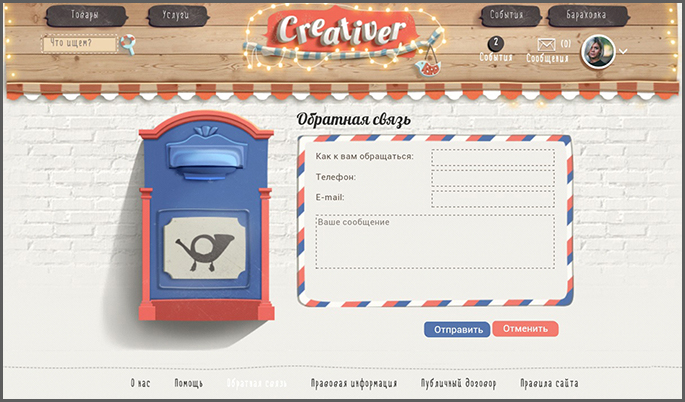 Товары
Услуги
Creativer
События
Барахолка
Что ищем?
2
События
(0)
Сообщения
Обратная связь
Как к вам обращаться:
Телефон:
E-mail:
Ваше сообщение
Отправить
Отменить
О нас
Помощь
Обратная связь
Правовая информация
Публичный договор
Правила сайта